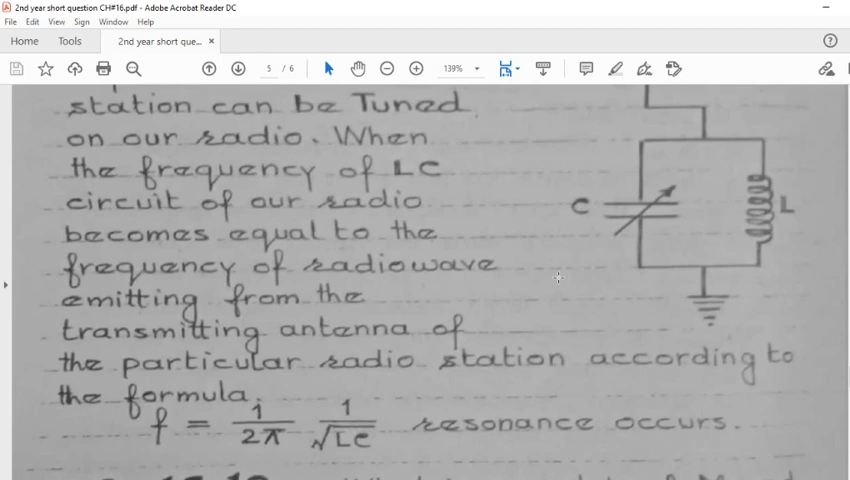 2nd year short question CH#16.pdf - Adobe Acrobat Reader DC
File Edit View Sign Window Help
Home Tools 2nd year short que... ×
5 / 6 139%
station can be Tuned
on our radio. When
the frequency of LC
circuit of our radio
becomes equal to the
frequency of radiowave
emitting from the
transmitting antenna of
the particular radio station according to
the formula.
f = 1/2π 1/√LC resonance occurs.
C L